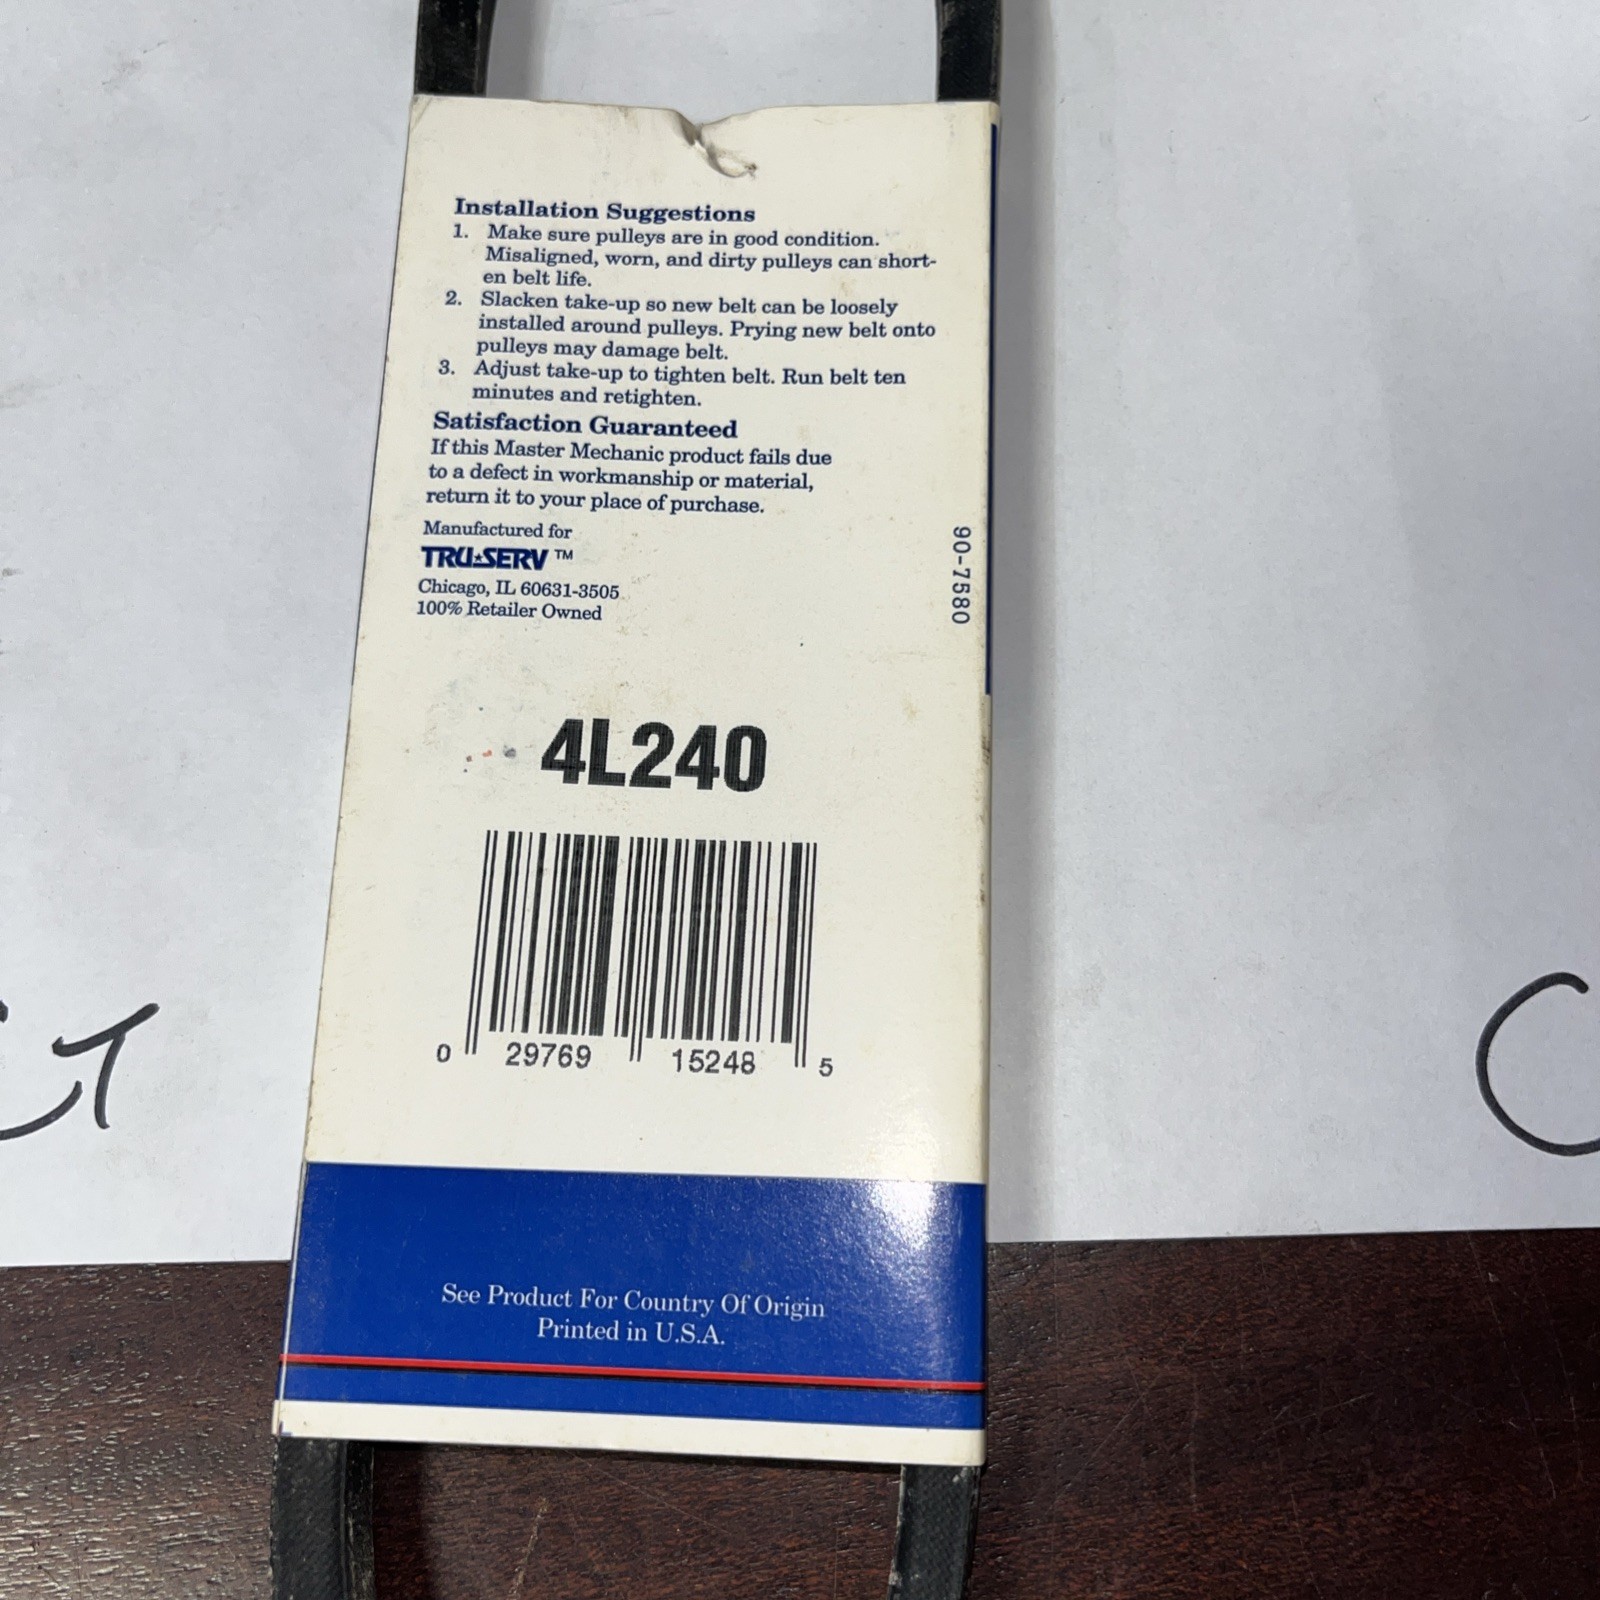 Installation Suggestions
1. Make sure pulleys are in good condition.
Misaligned, worn, and dirty pulleys can short-
en belt life.
2. Slacken take-up so new belt can be loosely
installed around pulleys. Prying new belt onto
pulleys may damage belt.
3. Adjust take-up to tighten belt. Run belt ten
minutes and retighten.
Satisfaction Guaranteed
If this Master Mechanic product fails due
to a defect in workmanship or material,
return it to your place of purchase.
Manufactured for
TRU★SERV™
Chicago, IL 60631-3505
100% Retailer Owned
90-7580
4L240
0 29769 15248 5
See Product For Country Of Origin
Printed in U.S.A.